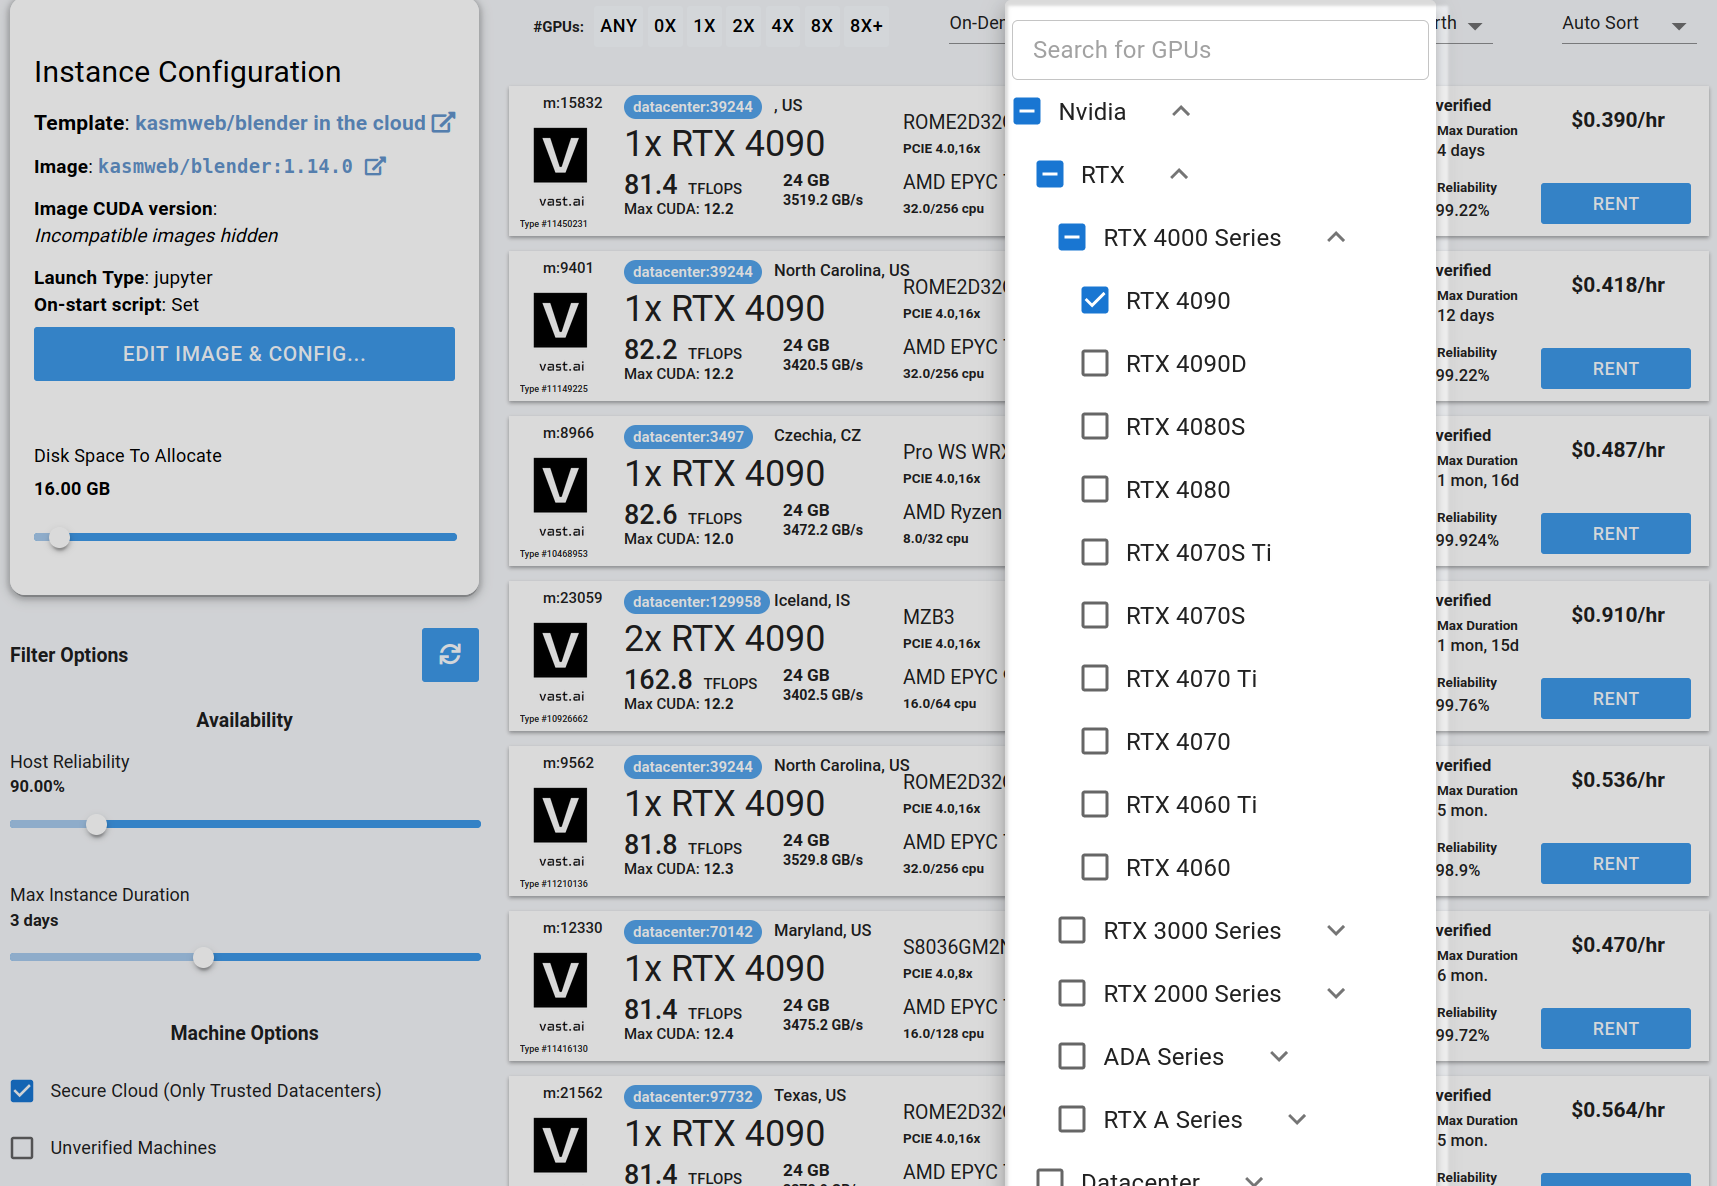 Instance Configuration
Template: kasmweb/blender in the cloud
Image: kasmweb/blender:1.14.0
Image CUDA version:
Incompatible images hidden
Launch Type: jupyter
On-start script: Set
EDIT IMAGE & CONFIG...
Disk Space To Allocate
16.00 GB
Filter Options
Availability
Host Reliability
90.00%
Max Instance Duration
3 days
Machine Options
Secure Cloud (Only Trusted Datacenters)
Unverified Machines
#GPUs: ANY 0X 1X 2X 4X 8X 8X+
On-Der
rth
Auto Sort
m:15832
vast.ai
Type #11450231
datacenter:39244 , US
1x RTX 4090
81.4 TFLOPS
Max CUDA: 12.2
24 GB
3519.2 GB/s
ROME2D32
PCIE 4.0,16x
AMD EPYC
32.0/256 cpu
verified
Max Duration
4 days
Reliability
99.22%
$0.390/hr
RENT
m:9401
vast.ai
Type #11149225
datacenter:39244 North Carolina, US
1x RTX 4090
82.2 TFLOPS
Max CUDA: 12.2
24 GB
3420.5 GB/s
ROME2D32
PCIE 4.0,16x
AMD EPYC
32.0/256 cpu
verified
Max Duration
12 days
Reliability
99.22%
$0.418/hr
RENT
m:8966
vast.ai
Type #10468953
datacenter:3497 Czechia, CZ
1x RTX 4090
82.6 TFLOPS
Max CUDA: 12.0
24 GB
3472.2 GB/s
Pro WS WRX
PCIE 4.0,16x
AMD Ryzen
8.0/32 cpu
verified
Max Duration
1 mon, 16d
Reliability
99.924%
$0.487/hr
RENT
m:23059
vast.ai
Type #10926662
datacenter:129958 Iceland, IS
2x RTX 4090
162.8 TFLOPS
Max CUDA: 12.2
24 GB
3402.5 GB/s
MZB3
PCIE 4.0,16x
AMD EPYC
16.0/64 cpu
verified
Max Duration
1 mon, 15d
Reliability
99.76%
$0.910/hr
RENT
m:9562
vast.ai
Type #11210136
datacenter:39244 North Carolina, US
1x RTX 4090
81.8 TFLOPS
Max CUDA: 12.3
24 GB
3529.8 GB/s
ROME2D32
PCIE 4.0,16x
AMD EPYC
32.0/256 cpu
verified
Max Duration
5 mon.
Reliability
98.9%
$0.536/hr
RENT
m:12330
vast.ai
Type #11416130
datacenter:70142 Maryland, US
1x RTX 4090
81.4 TFLOPS
Max CUDA: 12.4
24 GB
3475.2 GB/s
S8036GM2N
PCIE 4.0,8x
AMD EPYC
16.0/128 cpu
verified
Max Duration
6 mon.
Reliability
99.72%
$0.470/hr
RENT
m:21562
datacenter:97732 Texas, US
1x RTX 4090
81.4 TFLOPS
24 GB
ROME2D32
PCIE 4.0,16x
AMD EPYC
verified
Max Duration
5 mon.
Reliability
$0.564/hr
Search for GPUs
Nvidia
RTX
RTX 4000 Series
RTX 4090
RTX 4090D
RTX 4080S
RTX 4080
RTX 4070S Ti
RTX 4070S
RTX 4070 Ti
RTX 4070
RTX 4060 Ti
RTX 4060
RTX 3000 Series
RTX 2000 Series
ADA Series
RTX A Series
Datacenter